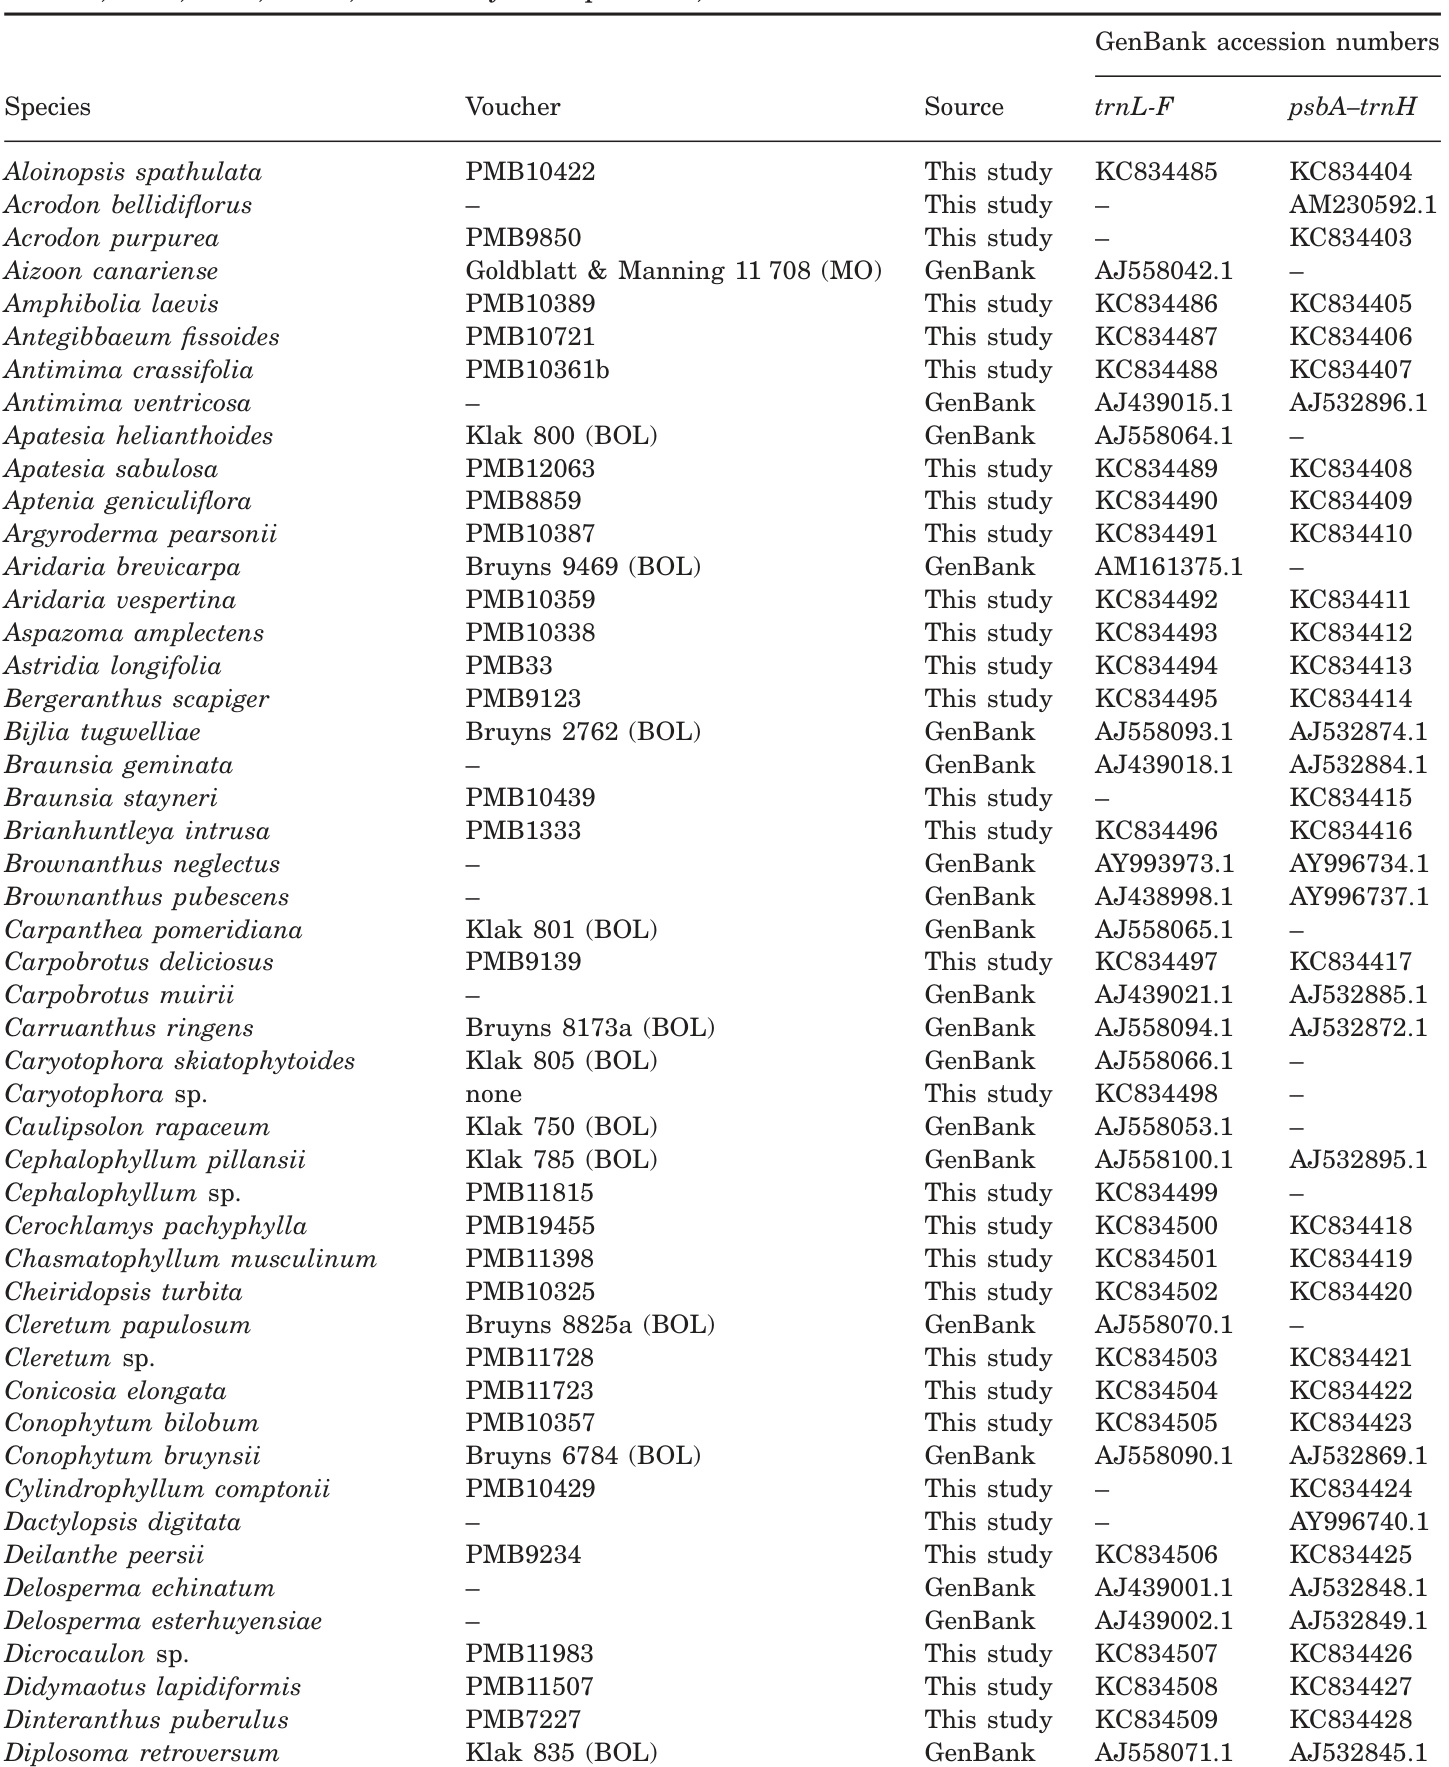 GenBank accession numbers
Species Voucher Source trnL-F psbA–trnH
Aloinopsis spathulata PMB10422 This study KC834485 KC834404
Acrodon bellidiflorus – This study – AM230592.1
Acrodon purpurea PMB9850 This study – KC834403
Aizoon canariense Goldblatt & Manning 11 708 (MO) GenBank AJ558042.1 –
Amphibolia laevis PMB10389 This study KC834486 KC834405
Antegibbaeum fissoides PMB10721 This study KC834487 KC834406
Antimima crassifolia PMB10361b This study KC834488 KC834407
Antimima ventricosa – GenBank AJ439015.1 AJ532896.1
Apatesia helianthoides Klak 800 (BOL) GenBank AJ558064.1 –
Apatesia sabulosa PMB12063 This study KC834489 KC834408
Aptenia geniculiflora PMB8859 This study KC834490 KC834409
Argyroderma pearsonii PMB10387 This study KC834491 KC834410
Aridaria brevicarpa Bruyns 9469 (BOL) GenBank AM161375.1 –
Aridaria vespertina PMB10359 This study KC834492 KC834411
Aspazoma amplectens PMB10338 This study KC834493 KC834412
Astridia longifolia PMB33 This study KC834494 KC834413
Bergeranthus scapiger PMB9123 This study KC834495 KC834414
Bijlia tugwelliae Bruyns 2762 (BOL) GenBank AJ558093.1 AJ532874.1
Braunsia geminata – GenBank AJ439018.1 AJ532884.1
Braunsia stayneri PMB10439 This study – KC834415
Brianhuntleya intrusa PMB1333 This study KC834496 KC834416
Brownanthus neglectus – GenBank AY993973.1 AY996734.1
Brownanthus pubescens – GenBank AJ438998.1 AY996737.1
Carpanthea pomeridiana Klak 801 (BOL) GenBank AJ558065.1 –
Carpobrotus deliciosus PMB9139 This study KC834497 KC834417
Carpobrotus muirii – GenBank AJ439021.1 AJ532885.1
Carruanthus ringens Bruyns 8173a (BOL) GenBank AJ558094.1 AJ532872.1
Caryotophora skiatophytoides Klak 805 (BOL) GenBank AJ558066.1 –
Caryotophora sp. none This study KC834498 –
Caulipsolon rapaceum Klak 750 (BOL) GenBank AJ558053.1 –
Cephalophyllum pillansii Klak 785 (BOL) GenBank AJ558100.1 AJ532895.1
Cephalophyllum sp. PMB11815 This study KC834499 –
Cerochlamys pachyphylla PMB19455 This study KC834500 KC834418
Chasmatophyllum musculinum PMB11398 This study KC834501 KC834419
Cheiridopsis turbita PMB10325 This study KC834502 KC834420
Cleretum papulosum Bruyns 8825a (BOL) GenBank AJ558070.1 –
Cleretum sp. PMB11728 This study KC834503 KC834421
Conicosia elongata PMB11723 This study KC834504 KC834422
Conophytum bilobum PMB10357 This study KC834505 KC834423
Conophytum bruynsii Bruyns 6784 (BOL) GenBank AJ558090.1 AJ532869.1
Cylindrophyllum comptonii PMB10429 This study – KC834424
Dactylopsis digitata – This study – AY996740.1
Deilanthe peersii PMB9234 This study KC834506 KC834425
Delosperma echinatum – GenBank AJ439001.1 AJ532848.1
Delosperma esterhuyensiae – GenBank AJ439002.1 AJ532849.1
Dicrocaulon sp. PMB11983 This study KC834507 KC834426
Didymaotus lapidiformis PMB11507 This study KC834508 KC834427
Dinteranthus puberulus PMB7227 This study KC834509 KC834428
Diplosoma retroversum Klak 835 (BOL) GenBank AJ558071.1 AJ532845.1